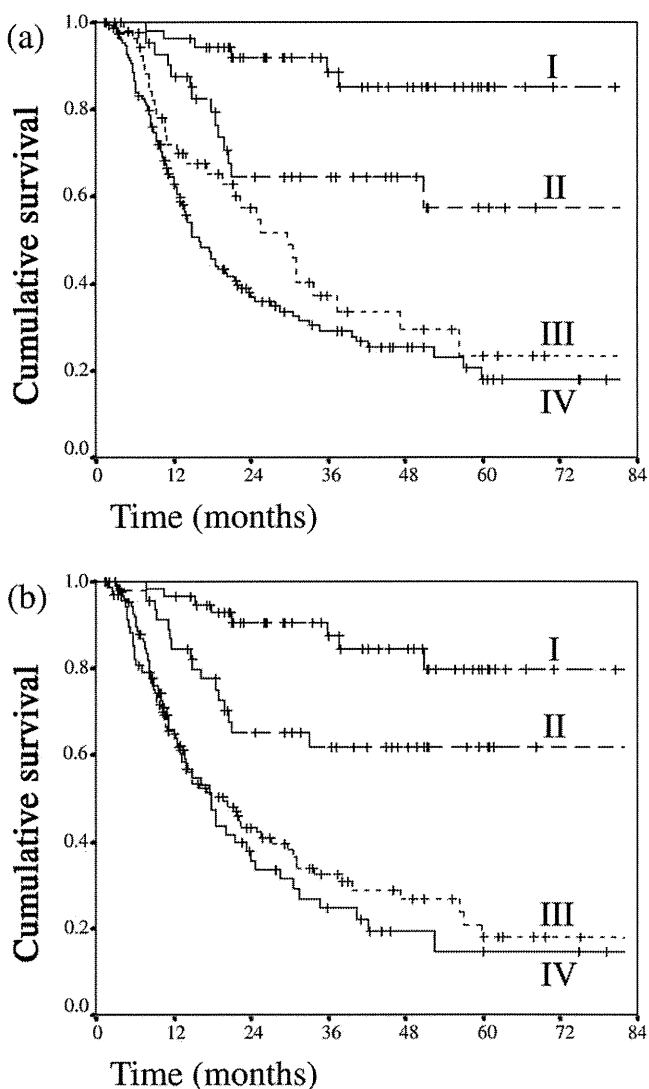 (a)
Cumulative survival
1.0
0.8
0.6
0.4
0.2
0.0
I
II
III
IV
0 12 24 36 48 60 72 84
Time (months)
(b)
Cumulative survival
1.0
0.8
0.6
0.4
0.2
0.0
I
II
III
IV
0 12 24 36 48 60 72 84
Time (months)